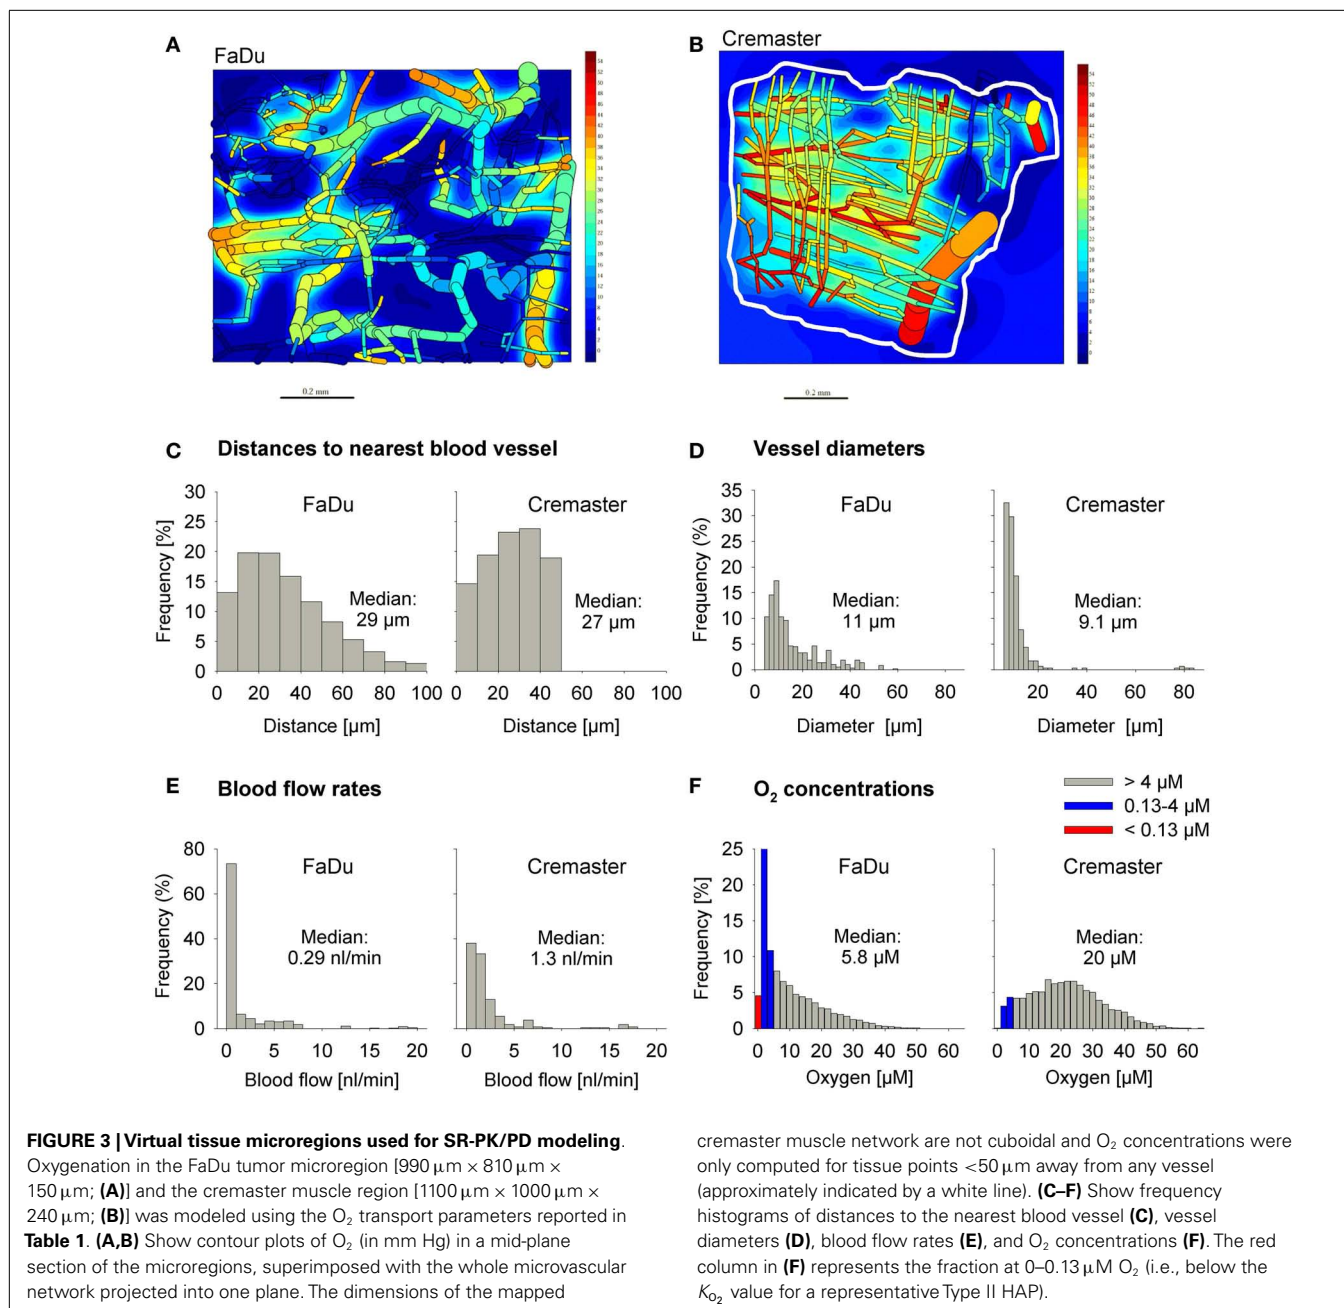 A
FaDu
B
Cremaster
0.2 mm
0.2 mm
C Distances to nearest blood vessel
D Vessel diameters
FaDu
Cremaster
Frequency [%]
30
25
20
15
10
5
0
Median:
29 µm
Median:
27 µm
0 20 40 60 80 100
0 20 40 60 80 100
Distance [µm]
Distance [µm]
FaDu
Cremaster
Frequency (%)
35
30
25
20
15
10
5
0
Median:
11 µm
Median:
9.1 µm
0 20 40 60 80
20 40 60 80
Diameter [µm]
Diameter [µm]
E Blood flow rates
F O₂ concentrations
> 4 µM
0.13-4 µM
< 0.13 µM
FaDu
Cremaster
Frequency (%)
80
60
40
20
0
Median:
0.29 nl/min
Median:
1.3 nl/min
0 5 10 15 20
0 5 10 15 20
Blood flow [nl/min]
Blood flow [nl/min]
FaDu
Cremaster
Frequency [%]
25
20
15
10
5
0
Median:
5.8 µM
Median:
20 µM
0 10 20 30 40 50 60
0 10 20 30 40 50 60
Oxygen [µM]
Oxygen [µM]
FIGURE 3 | Virtual tissue microregions used for SR-PK/PD modeling.
Oxygenation in the FaDu tumor microregion [990 µm × 810 µm ×
150 µm; (A)] and the cremaster muscle region [1100 µm × 1000 µm ×
240 µm; (B)] was modeled using the O₂ transport parameters reported in
Table 1. (A,B) Show contour plots of O₂ (in mm Hg) in a mid-plane
section of the microregions, superimposed with the whole microvascular
network projected into one plane. The dimensions of the mapped
cremaster muscle network are not cuboidal and O₂ concentrations were
only computed for tissue points <50 µm away from any vessel
(approximately indicated by a white line). (C–F) Show frequency
histograms of distances to the nearest blood vessel (C), vessel
diameters (D), blood flow rates (E), and O₂ concentrations (F). The red
column in (F) represents the fraction at 0–0.13 µM O₂ (i.e., below the
K_O₂ value for a representative Type II HAP).